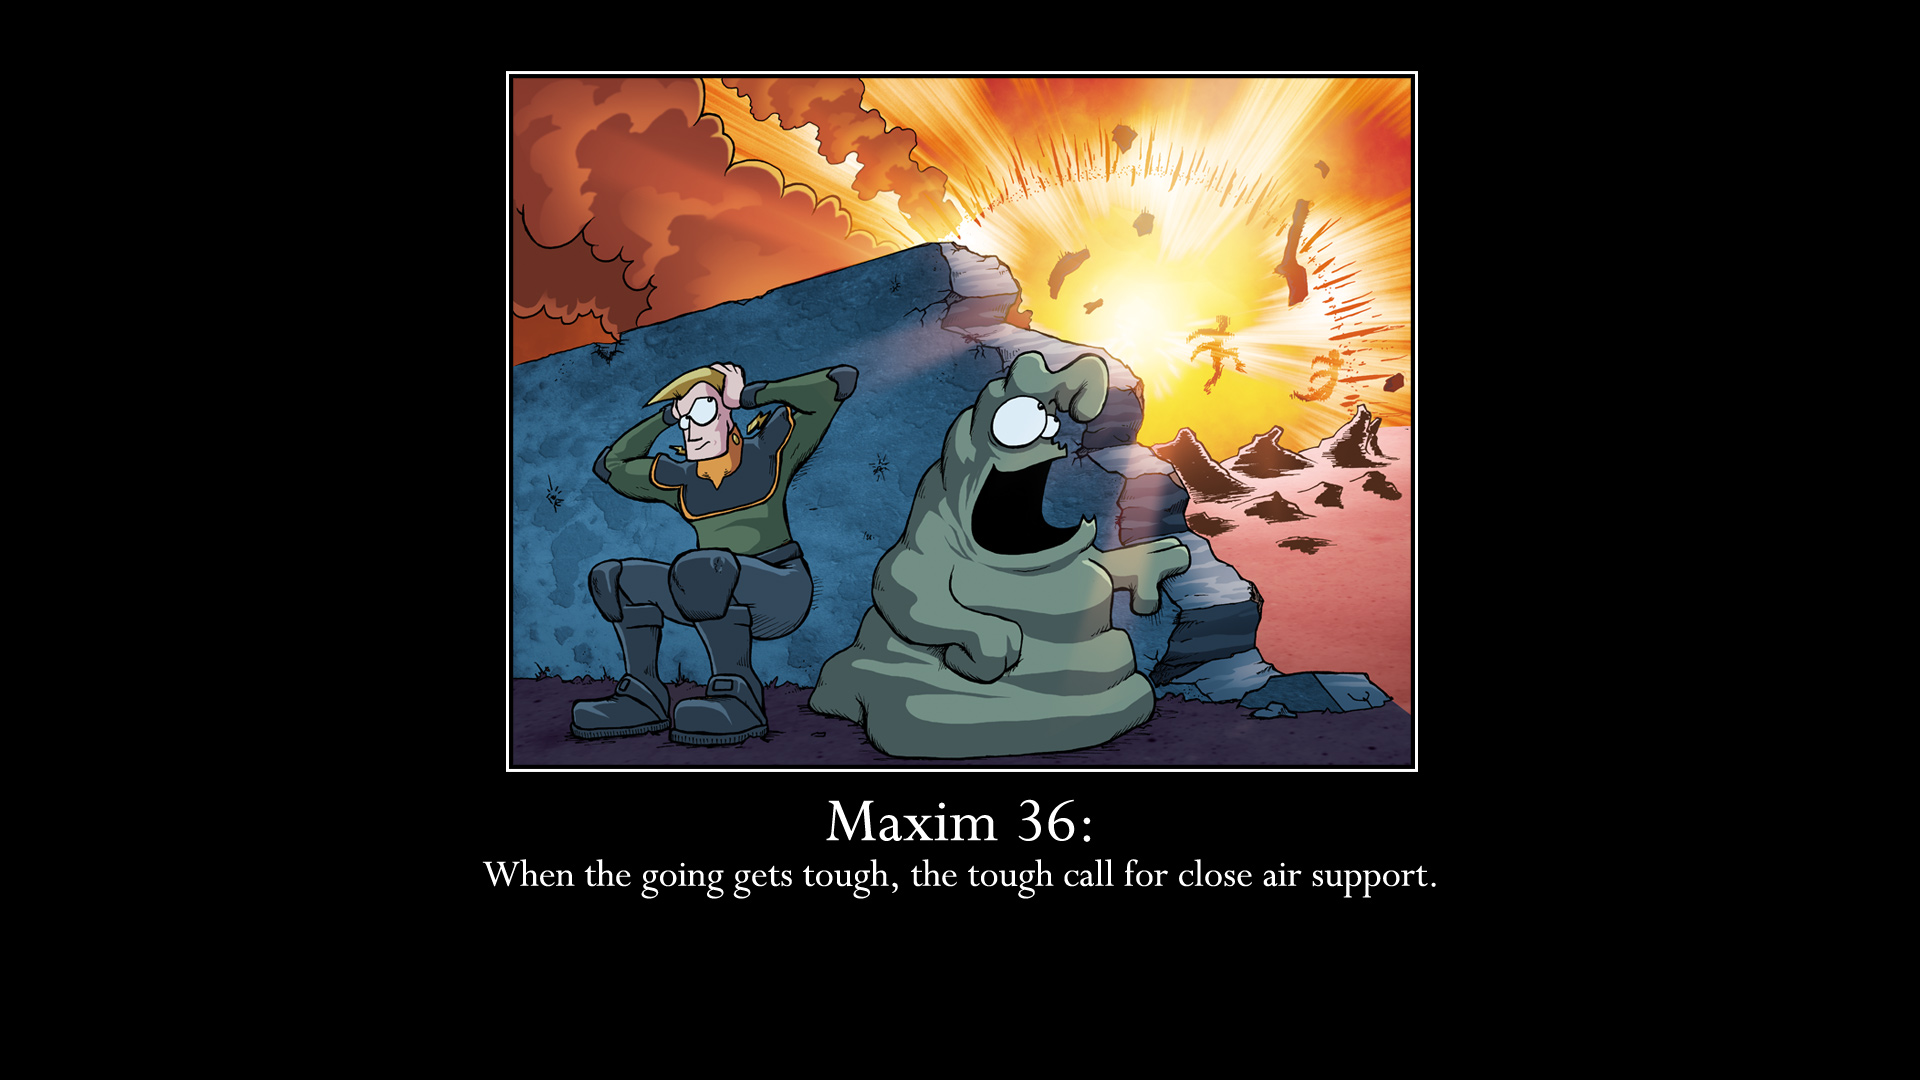 Maxim 36:
When the going gets tough, the tough call for close air support.